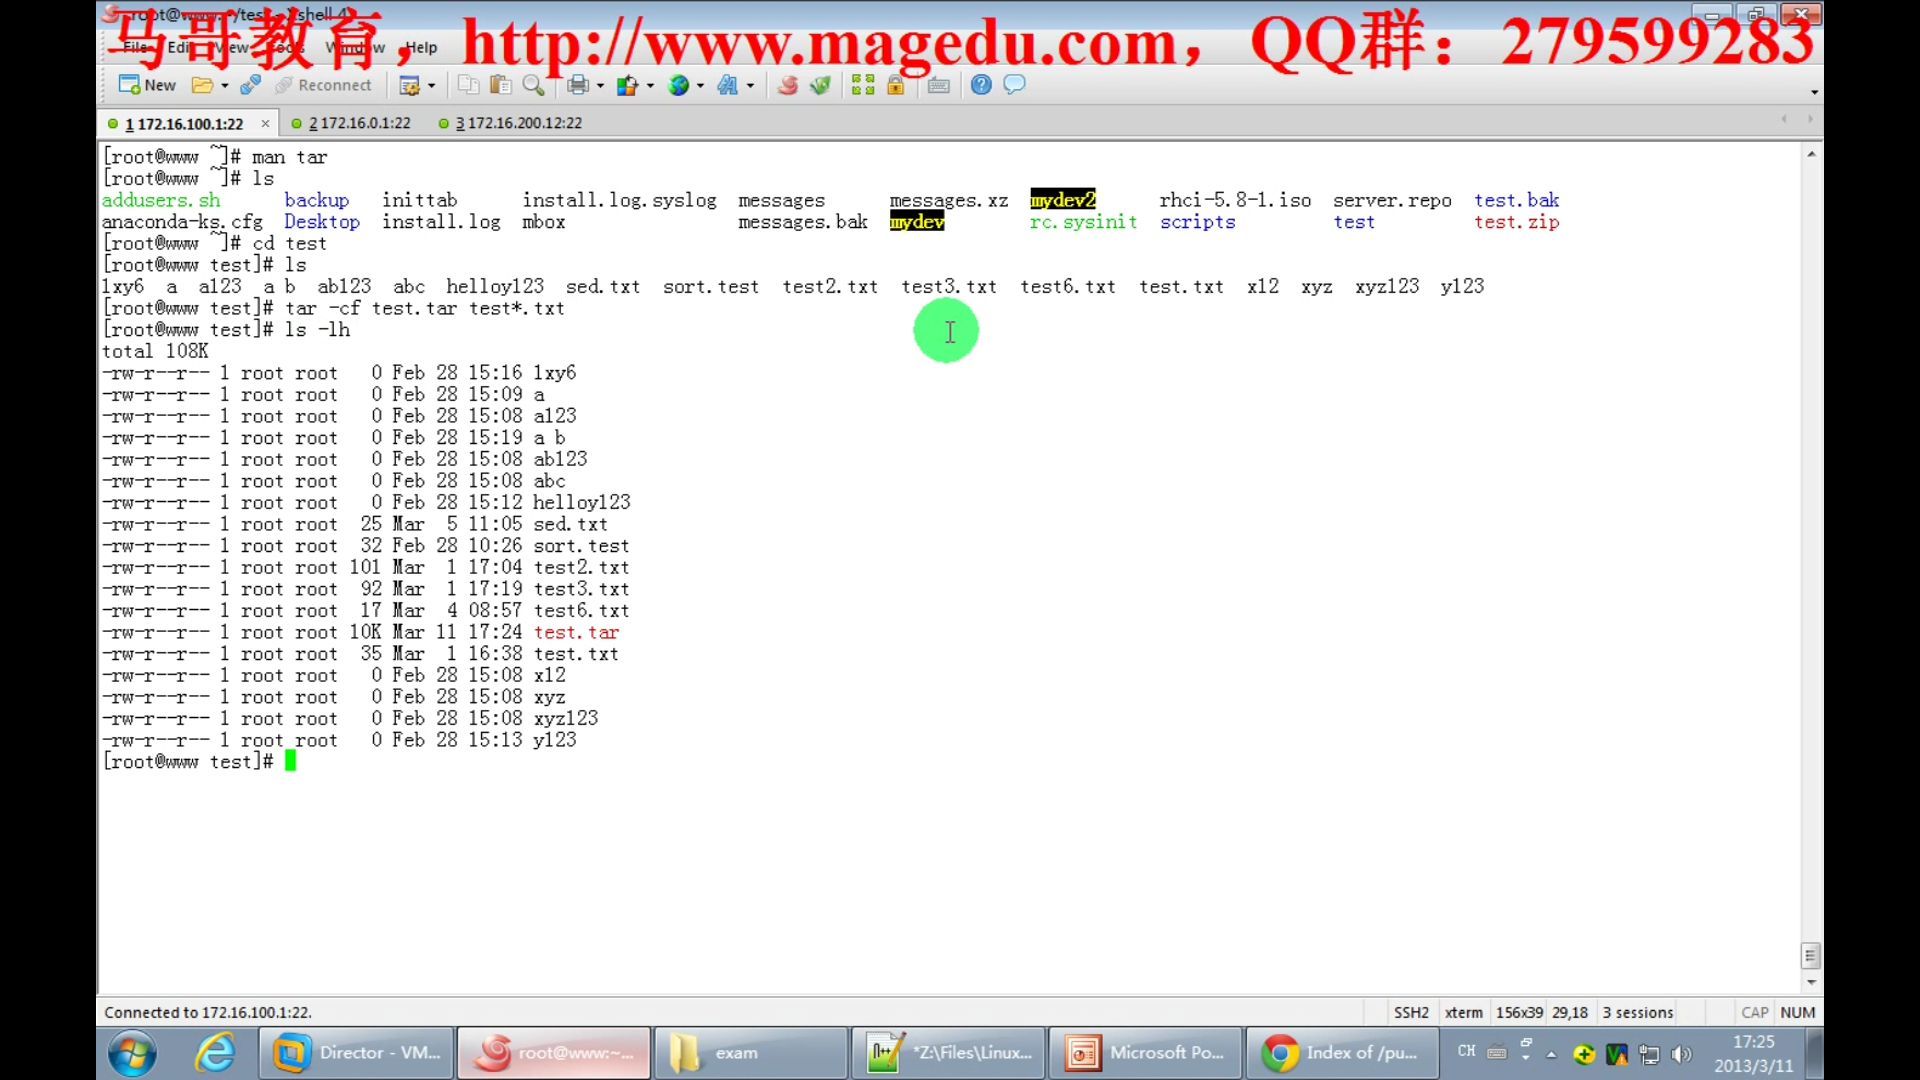 root@www:~/test - Xshell 4
马哥教育，http://www.magedu.com，QQ群：279599283
File Edit View Tools Window Help
New Reconnect
1 172.16.100.1:22 2 172.16.0.1:22 3 172.16.200.12:22
[root@www ~]# man tar
[root@www ~]# ls
addusers.sh backup inittab install.log.syslog messages messages.xz mydev2 rhci-5.8-1.iso server.repo test.bak
anaconda-ks.cfg Desktop install.log mbox messages.bak mydev rc.sysinit scripts test test.zip
[root@www ~]# cd test
[root@www test]# ls
1xy6 a a123 a b ab123 abc helloy123 sed.txt sort.test test2.txt test3.txt test6.txt test.txt x12 xyz xyz123 y123
[root@www test]# tar -cf test.tar test*.txt
[root@www test]# ls -lh
total 108K
-rw-r--r-- 1 root root 0 Feb 28 15:16 1xy6
-rw-r--r-- 1 root root 0 Feb 28 15:09 a
-rw-r--r-- 1 root root 0 Feb 28 15:08 a123
-rw-r--r-- 1 root root 0 Feb 28 15:19 a b
-rw-r--r-- 1 root root 0 Feb 28 15:08 ab123
-rw-r--r-- 1 root root 0 Feb 28 15:08 abc
-rw-r--r-- 1 root root 0 Feb 28 15:12 helloy123
-rw-r--r-- 1 root root 25 Mar 5 11:05 sed.txt
-rw-r--r-- 1 root root 32 Feb 28 10:26 sort.test
-rw-r--r-- 1 root root 101 Mar 1 17:04 test2.txt
-rw-r--r-- 1 root root 92 Mar 1 17:19 test3.txt
-rw-r--r-- 1 root root 17 Mar 4 08:57 test6.txt
-rw-r--r-- 1 root root 10K Mar 11 17:24 test.tar
-rw-r--r-- 1 root root 35 Mar 1 16:38 test.txt
-rw-r--r-- 1 root root 0 Feb 28 15:08 x12
-rw-r--r-- 1 root root 0 Feb 28 15:08 xyz
-rw-r--r-- 1 root root 0 Feb 28 15:08 xyz123
-rw-r--r-- 1 root root 0 Feb 28 15:13 y123
[root@www test]#
Connected to 172.16.100.1:22. SSH2 xterm 156x39 29,18 3 sessions CAP NUM
Director - VM... root@www:~... exam *Z:\Files\Linux... Microsoft Po... Index of /pu... CH 17:25
2013/3/11